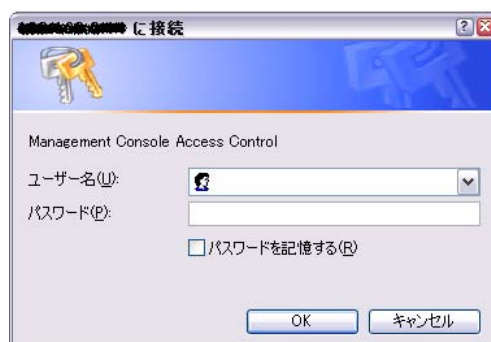 に接続
Management Console Access Control
ユーザー名(U):
パスワード(P):
パスワードを記憶する(R)
OK
キャンセル